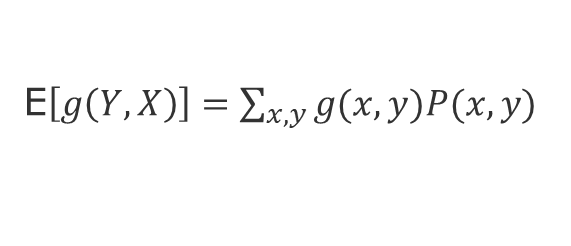 E[g(Y, X)] = ∑x,y g(x, y)P(x, y)